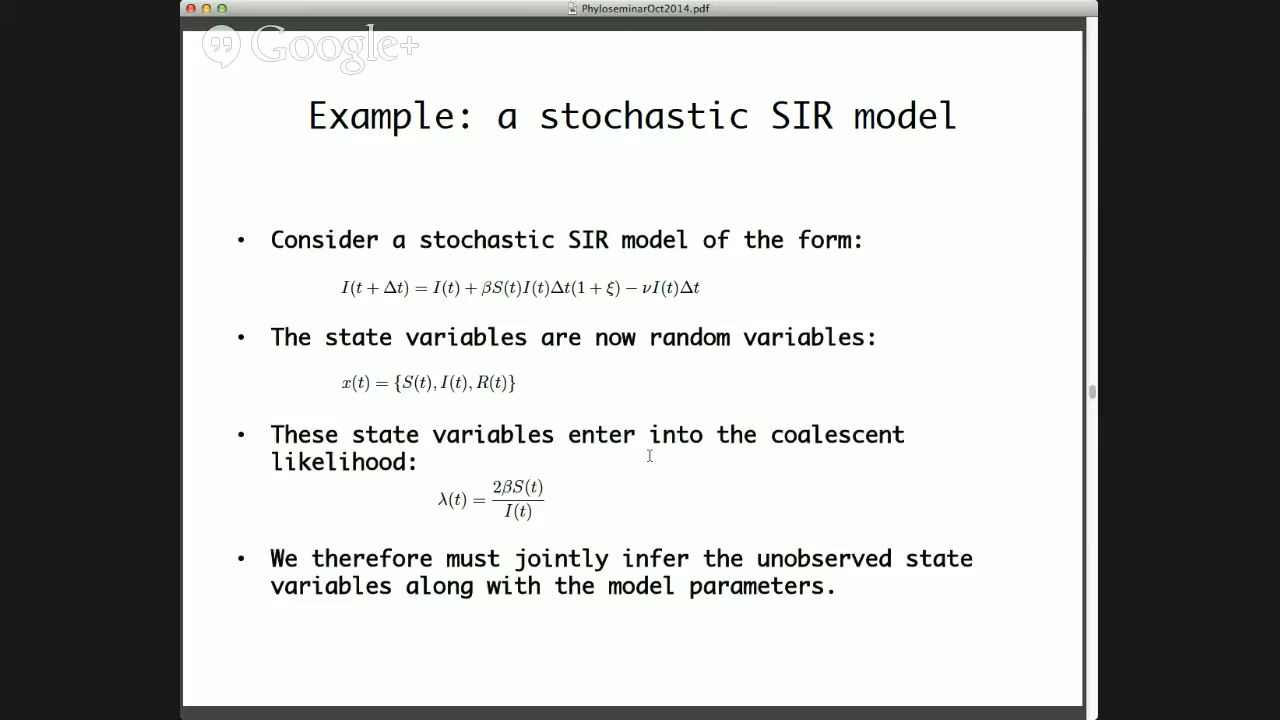 PhyloseminarOct2014.pdf
Google+
Example: a stochastic SIR model
• Consider a stochastic SIR model of the form:
I(t + Δt) = I(t) + βS(t)I(t)Δt(1 + ξ) − νI(t)Δt
• The state variables are now random variables:
x(t) = {S(t), I(t), R(t)}
• These state variables enter into the coalescent
likelihood:
λ(t) = 2βS(t) / I(t)
• We therefore must jointly infer the unobserved state
variables along with the model parameters.